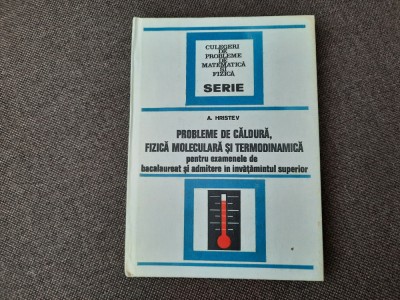 CULEGERI
DE
PROBLEME
DE
MATEMATICĂ
ŞI
FIZICĂ
SERIE
A. HRISTEV
PROBLEME DE CĂLDURĂ,
FIZICĂ MOLECULARĂ ŞI TERMODINAMICĂ
pentru examenele de
bacalaureat şi admitere în învăţămîntul superior